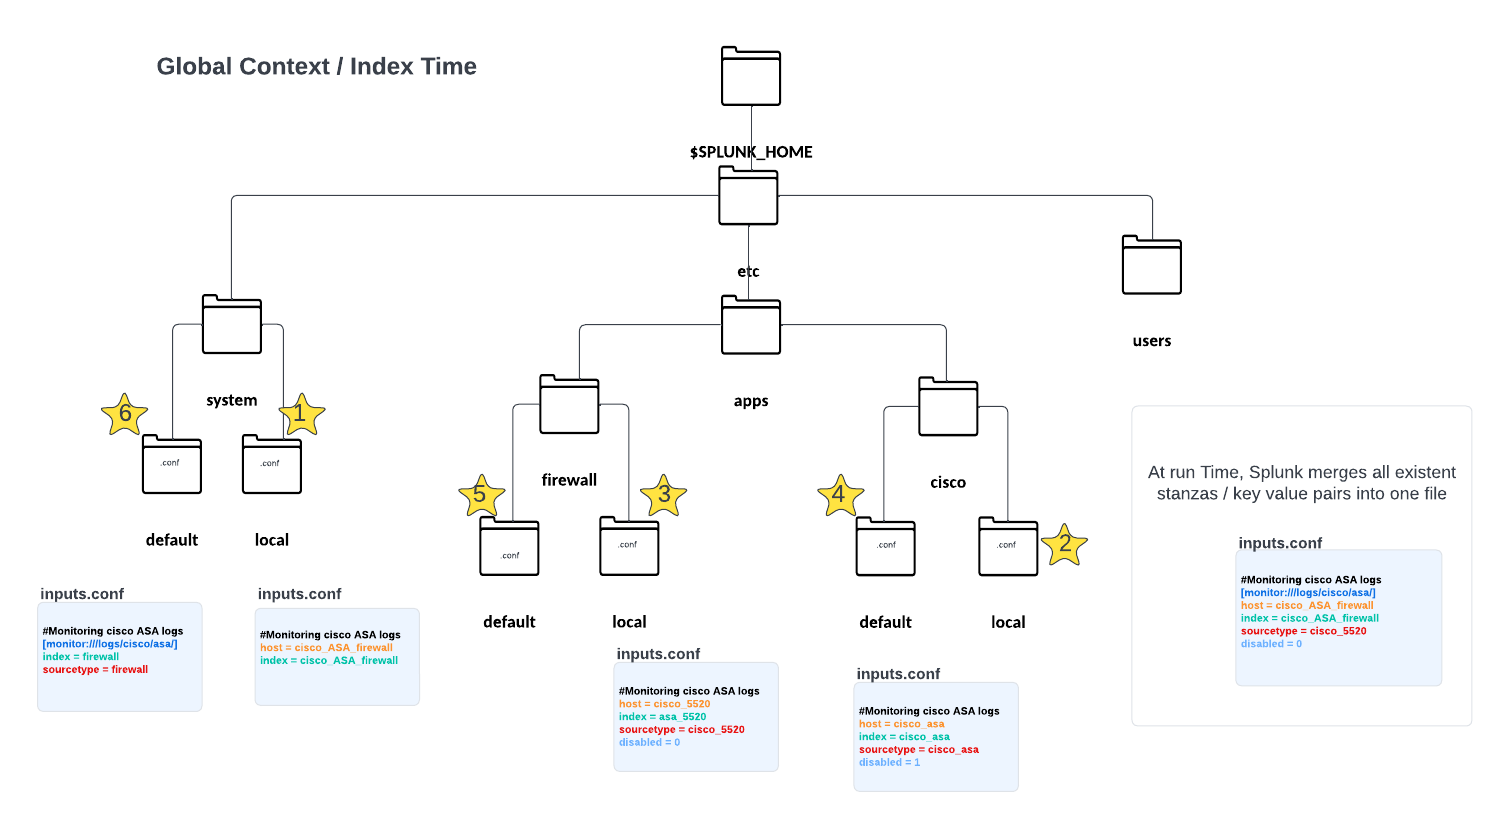 Global Context / Index Time
$SPLUNK_HOME
etc
users
system
apps
6
1
.conf
.conf
default
local
firewall
cisco
5
3
4
2
.conf
.conf
.conf
.conf
default
local
default
local
inputs.conf
#Monitoring cisco ASA logs
[monitor:///logs/cisco/asa/]
index = firewall
sourcetype = firewall
inputs.conf
#Monitoring cisco ASA logs
host = cisco_ASA_firewall
index = cisco_ASA_firewall
inputs.conf
#Monitoring cisco ASA logs
host = cisco_5520
index = asa_5520
sourcetype = cisco_5520
disabled = 0
inputs.conf
#Monitoring cisco ASA logs
host = cisco_asa
index = cisco_asa
sourcetype = cisco_asa
disabled = 1
At run Time, Splunk merges all existent
stanzas / key value pairs into one file
inputs.conf
#Monitoring cisco ASA logs
[monitor:///logs/cisco/asa/]
host = cisco_ASA_firewall
index = cisco_ASA_firewall
sourcetype = cisco_5520
disabled = 0